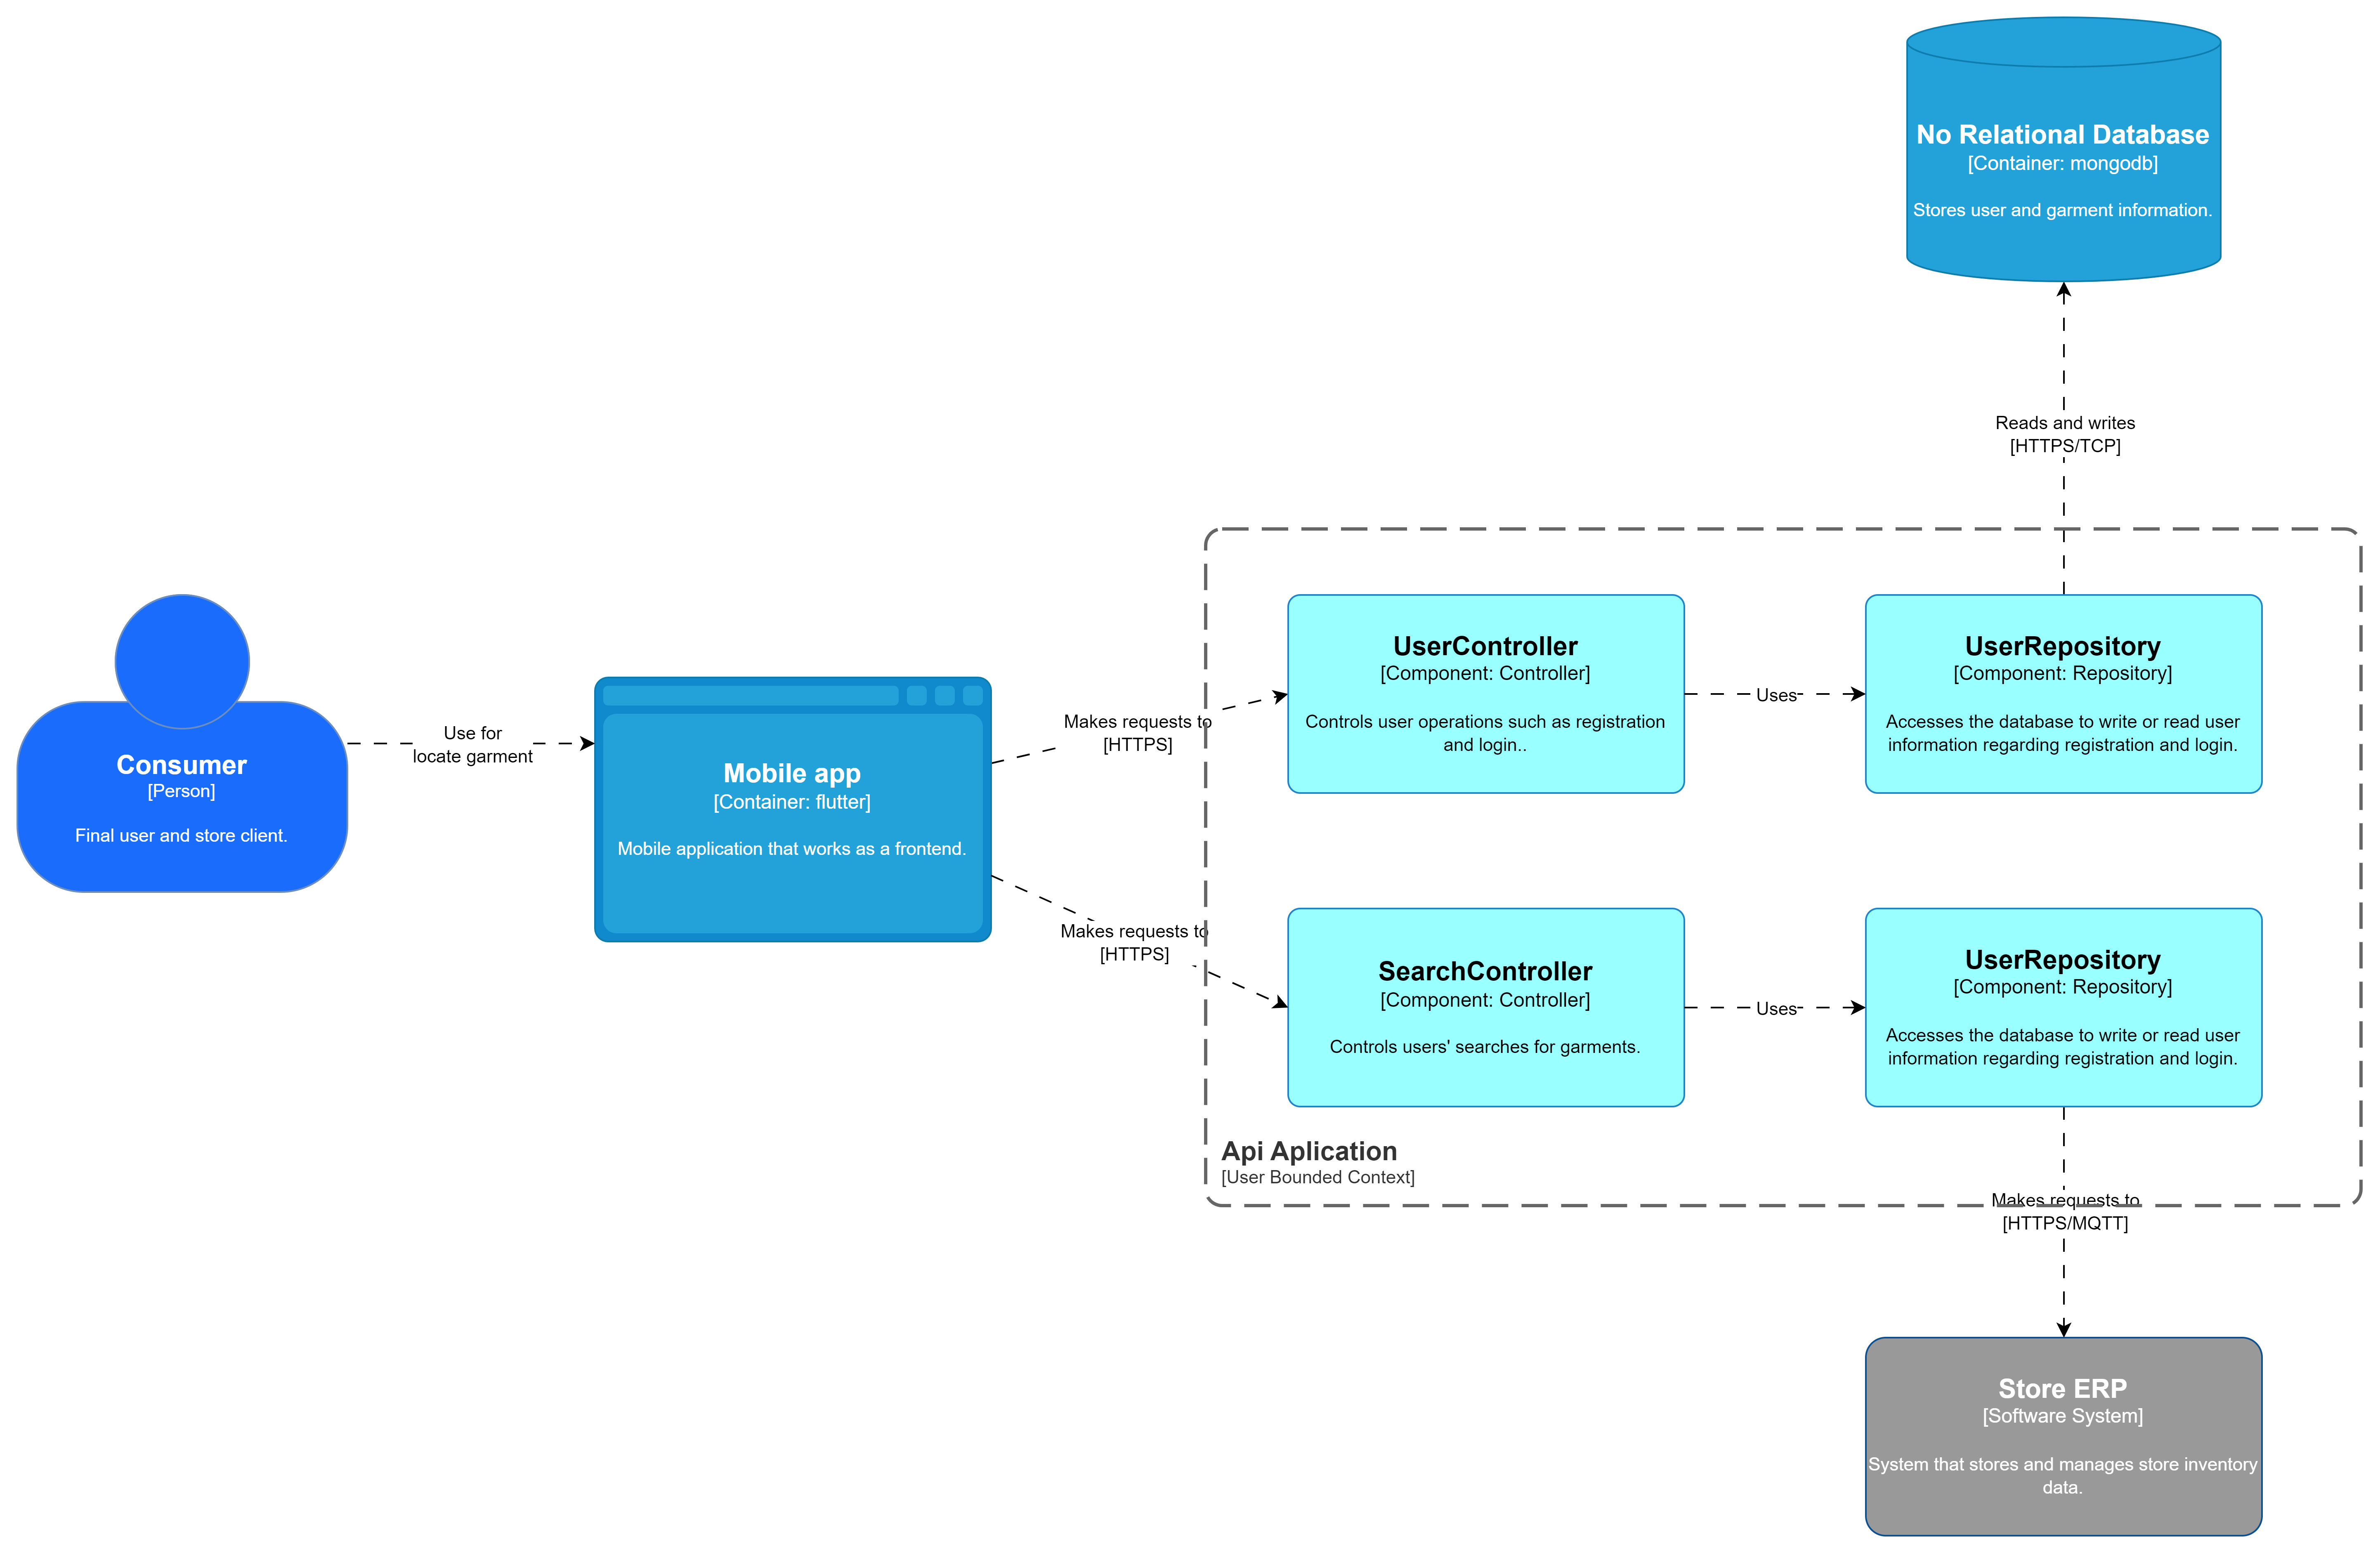 No Relational Database
[Container: mongodb]
Stores user and garment information.
Reads and writes
[HTTPS/TCP]
Consumer
[Person]
Final user and store client.
Use for
locate garment
Mobile app
[Container: flutter]
Mobile application that works as a frontend.
Makes requests to
[HTTPS]
Makes requests to
[HTTPS]
UserController
[Component: Controller]
Controls user operations such as registration
and login..
Uses
UserRepository
[Component: Repository]
Accesses the database to write or read user
information regarding registration and login.
SearchController
[Component: Controller]
Controls users' searches for garments.
Uses
UserRepository
[Component: Repository]
Accesses the database to write or read user
information regarding registration and login.
Api Aplication
[User Bounded Context]
Makes requests to
[HTTPS/MQTT]
Store ERP
[Software System]
System that stores and manages store inventory
data.